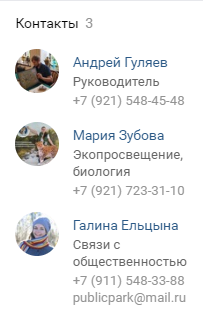 Контакты 3
Андрей Гуляев
Руководитель
+7 (921) 548-45-48
Мария Зубова
Экопросвещение,
биология
+7 (921) 723-31-10
Галина Ельцына
Связи с
общественностью
+7 (911) 548-33-88
publicpark@mail.ru